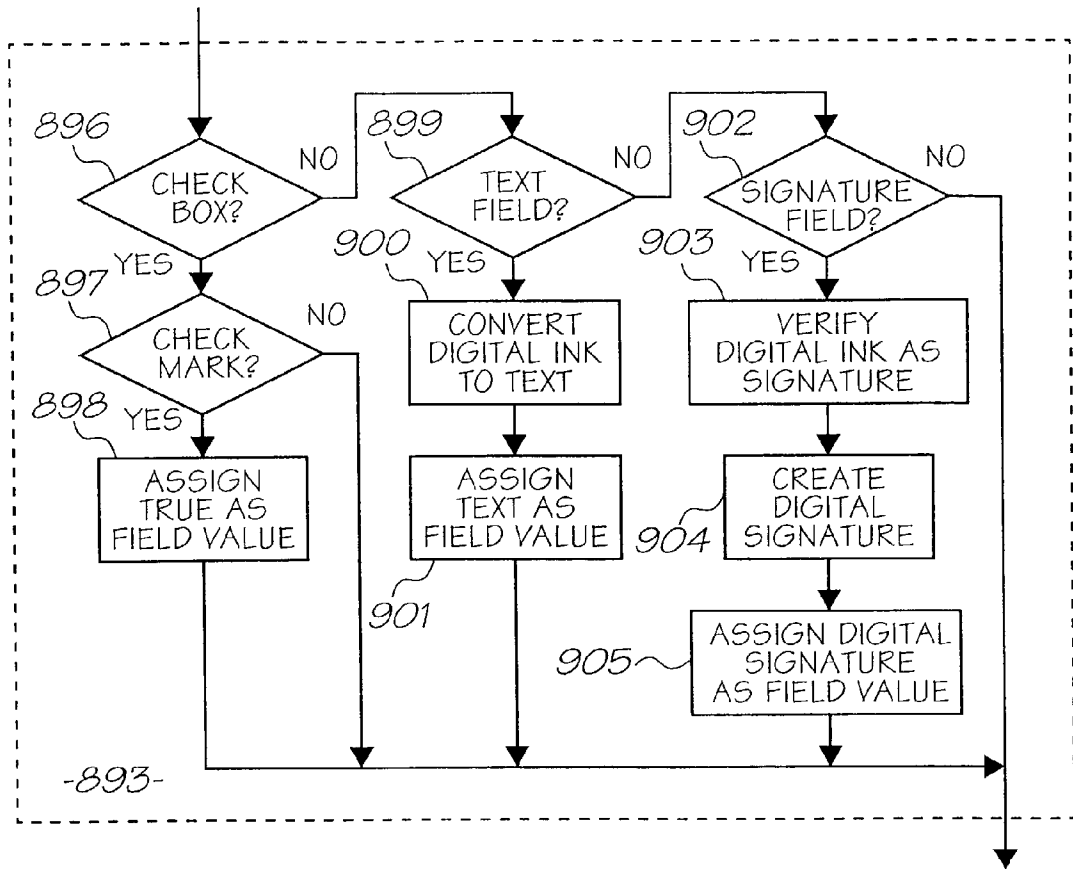 896
CHECK
BOX?
NO
YES
897
CHECK
MARK?
NO
YES
898
ASSIGN
TRUE AS
FIELD VALUE
899
TEXT
FIELD?
NO
YES
900
CONVERT
DIGITAL INK
TO TEXT
ASSIGN
TEXT AS
FIELD VALUE
901
902
SIGNATURE
FIELD?
NO
YES
903
VERIFY
DIGITAL INK AS
SIGNATURE
CREATE
DIGITAL
SIGNATURE
904
ASSIGN DIGITAL
SIGNATURE
AS FIELD VALUE
905
-893-